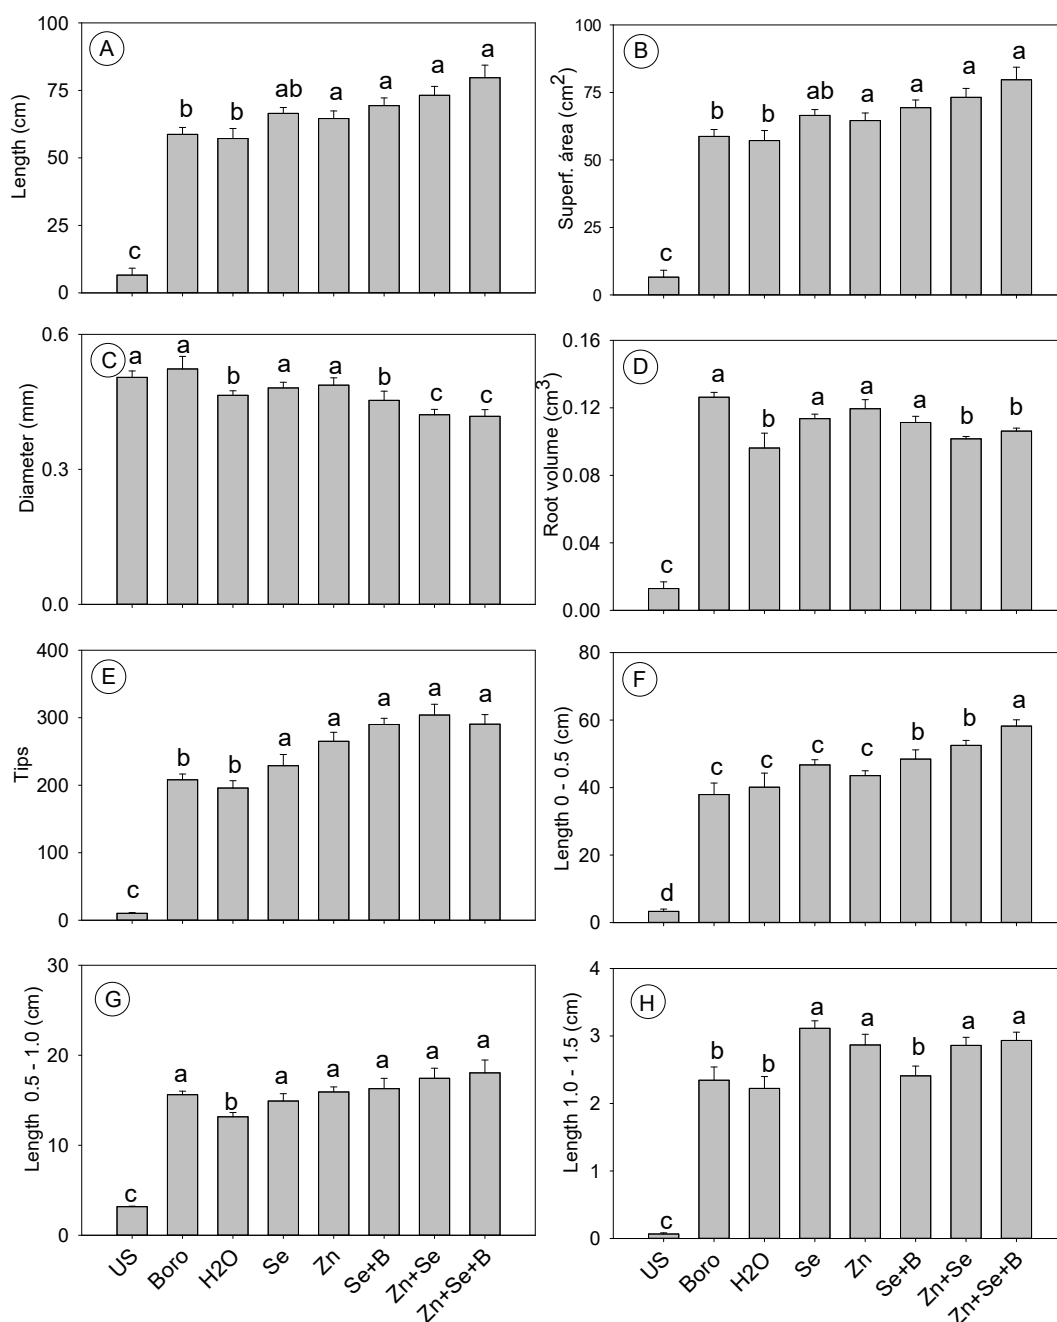 A
Length (cm)
100
75
50
25
0
c b b ab a a a a
B
Superf. área (cm2)
100
75
50
25
0
c b b ab a a a a
C
Diameter (mm)
0.6
0.3
0.0
a a b a a b c c
D
Root volume (cm3)
0.16
0.12
0.08
0.04
0.00
c a b a a a b b
E
Tips
400
300
200
100
0
c b b a a a a a
F
Length 0 - 0.5 (cm)
80
60
40
20
0
d c c c c b b a
G
Length 0.5 - 1.0 (cm)
30
20
10
0
c a b a a a a a
US Boro H2O Se Zn Se+B Zn+Se Zn+Se+B
H
Length 1.0 - 1.5 (cm)
4
3
2
1
0
c b b a a b a a
US Boro H2O Se Zn Se+B Zn+Se Zn+Se+B